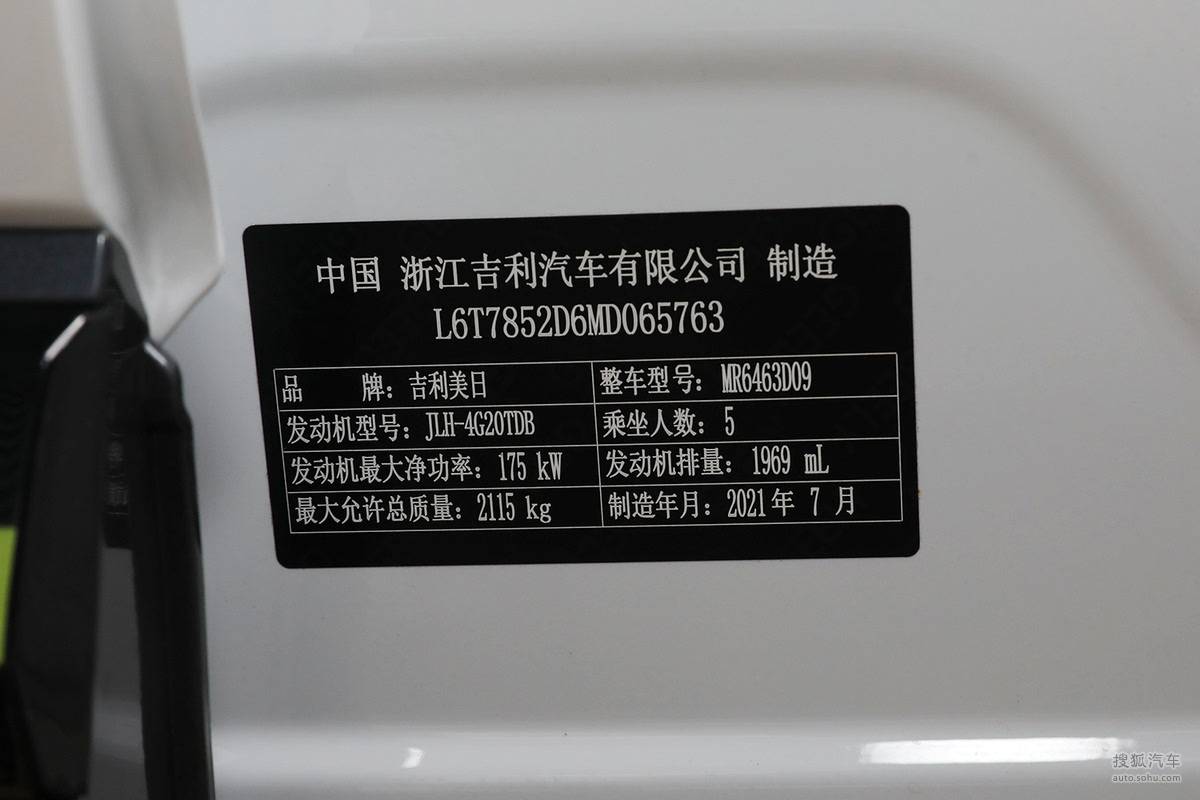 中国 浙江吉利汽车有限公司 制造
L6T7852D6MD065763
品 牌：吉利美日 整车型号：MR6463D09
发动机型号：JLH-4G20TDB 乘坐人数：5
发动机最大净功率：175 kW 发动机排量：1969 mL
最大允许总质量：2115 kg 制造年月：2021年 7 月
搜狐汽车
auto.sohu.com